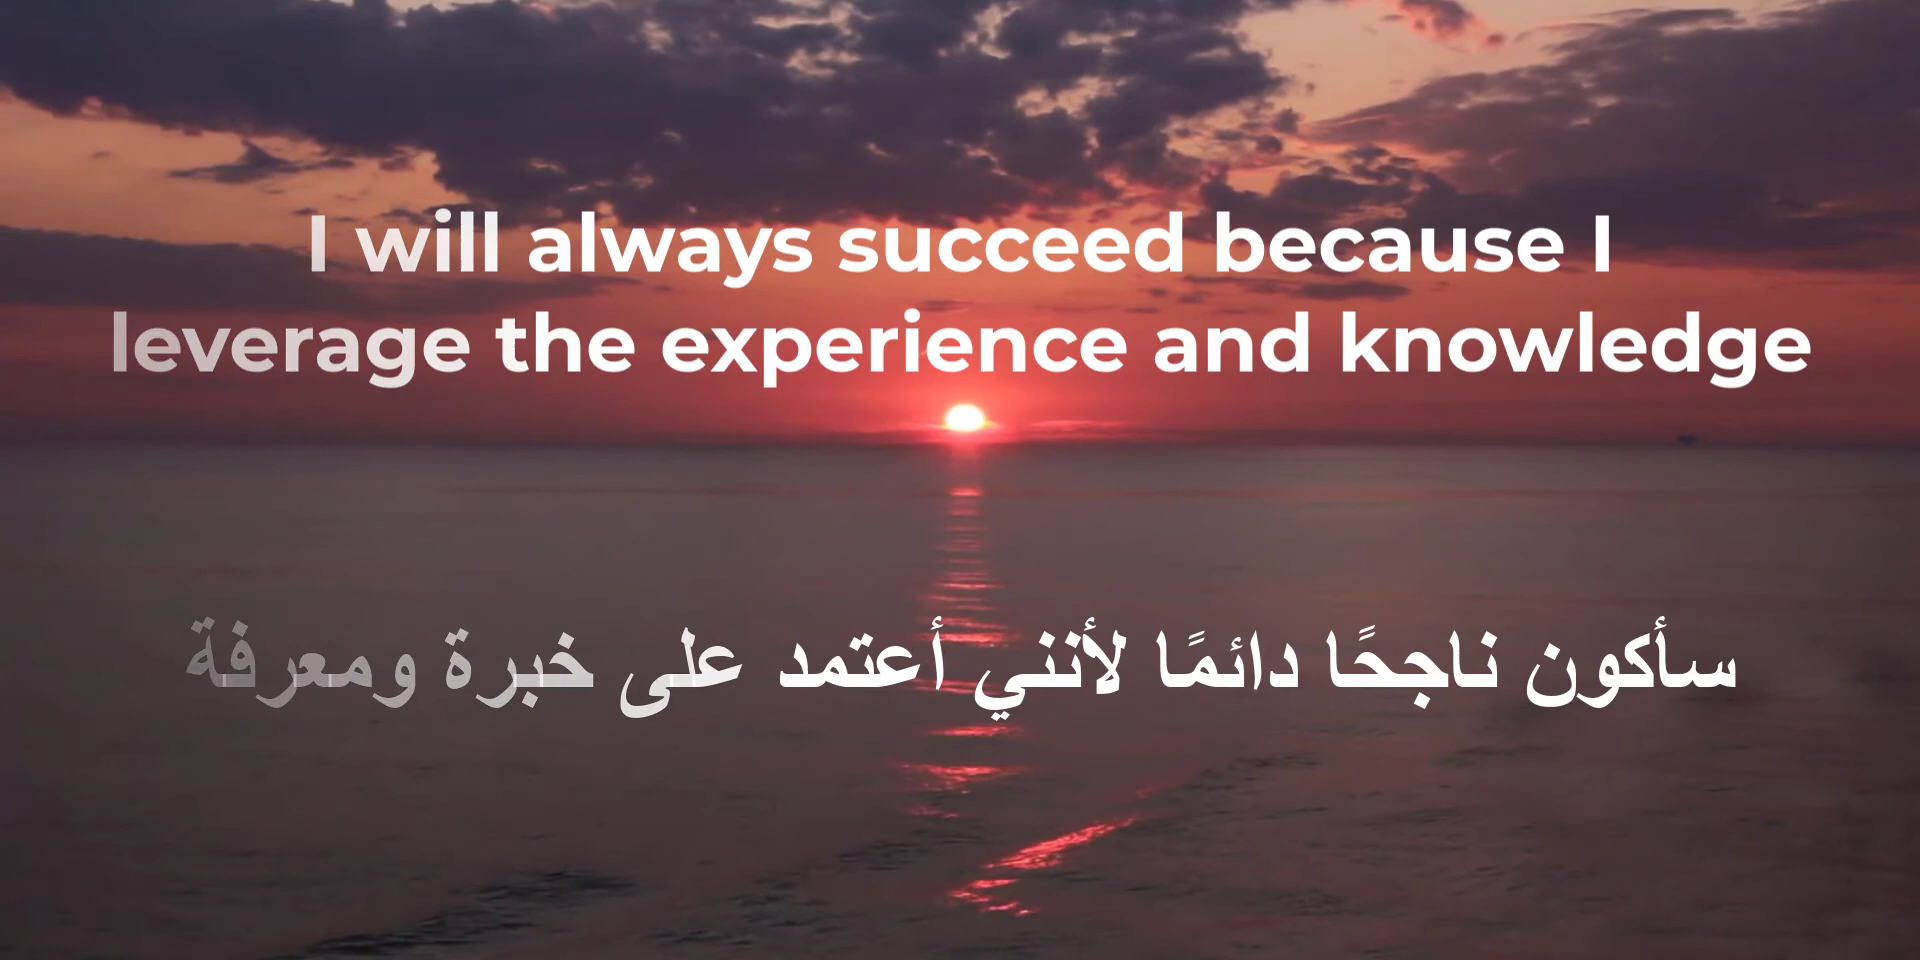 I will always succeed because I
leverage the experience and knowledge
سأكون ناجحًا دائمًا لأنني أعتمد على خبرة ومعرفة